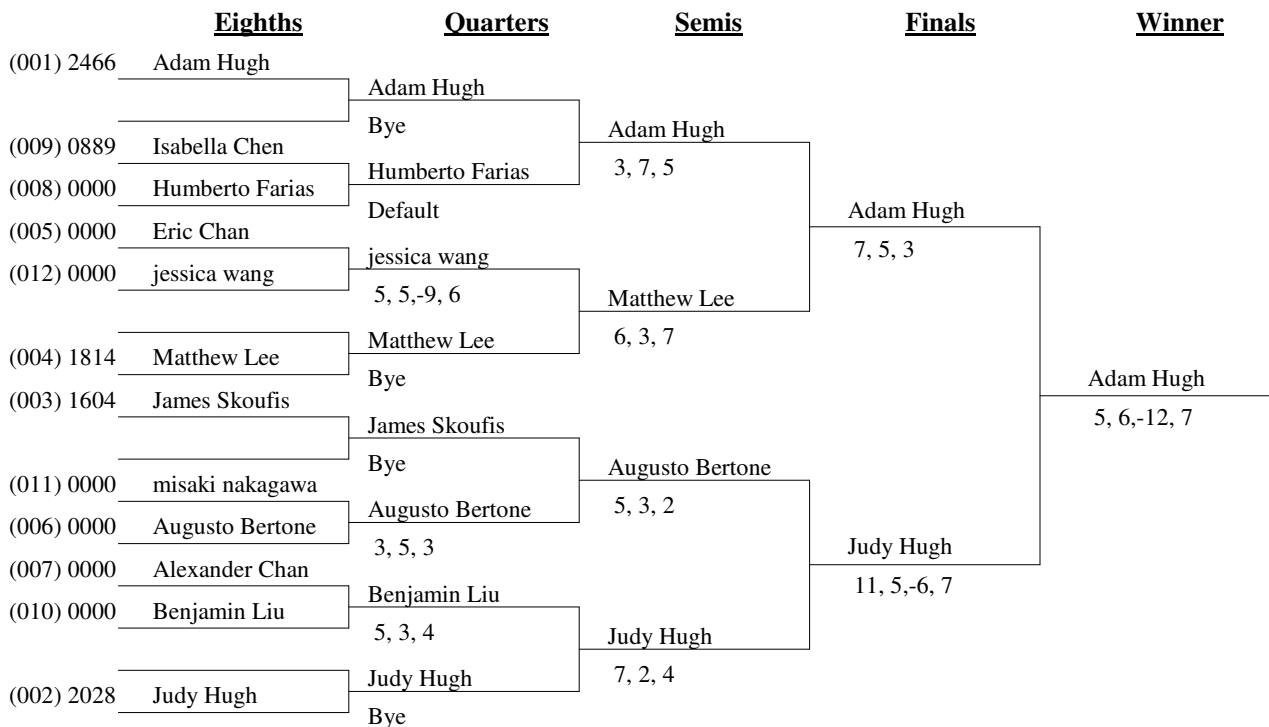 Eighths Quarters Semis Finals Winner
(001) 2466 Adam Hugh
Adam Hugh
Bye
Adam Hugh
(009) 0889 Isabella Chen
3, 7, 5
Humberto Farias
(008) 0000 Humberto Farias
Default
Adam Hugh
(005) 0000 Eric Chan
7, 5, 3
jessica wang
(012) 0000 jessica wang
5, 5,-9, 6
Matthew Lee
6, 3, 7
Matthew Lee
(004) 1814 Matthew Lee
Bye
Adam Hugh
(003) 1604 James Skoufis
5, 6,-12, 7
James Skoufis
Bye
Augusto Bertone
(011) 0000 misaki nakagawa
5, 3, 2
Augusto Bertone
(006) 0000 Augusto Bertone
3, 5, 3
Judy Hugh
(007) 0000 Alexander Chan
11, 5,-6, 7
Benjamin Liu
(010) 0000 Benjamin Liu
5, 3, 4
Judy Hugh
7, 2, 4
Judy Hugh
(002) 2028 Judy Hugh
Bye